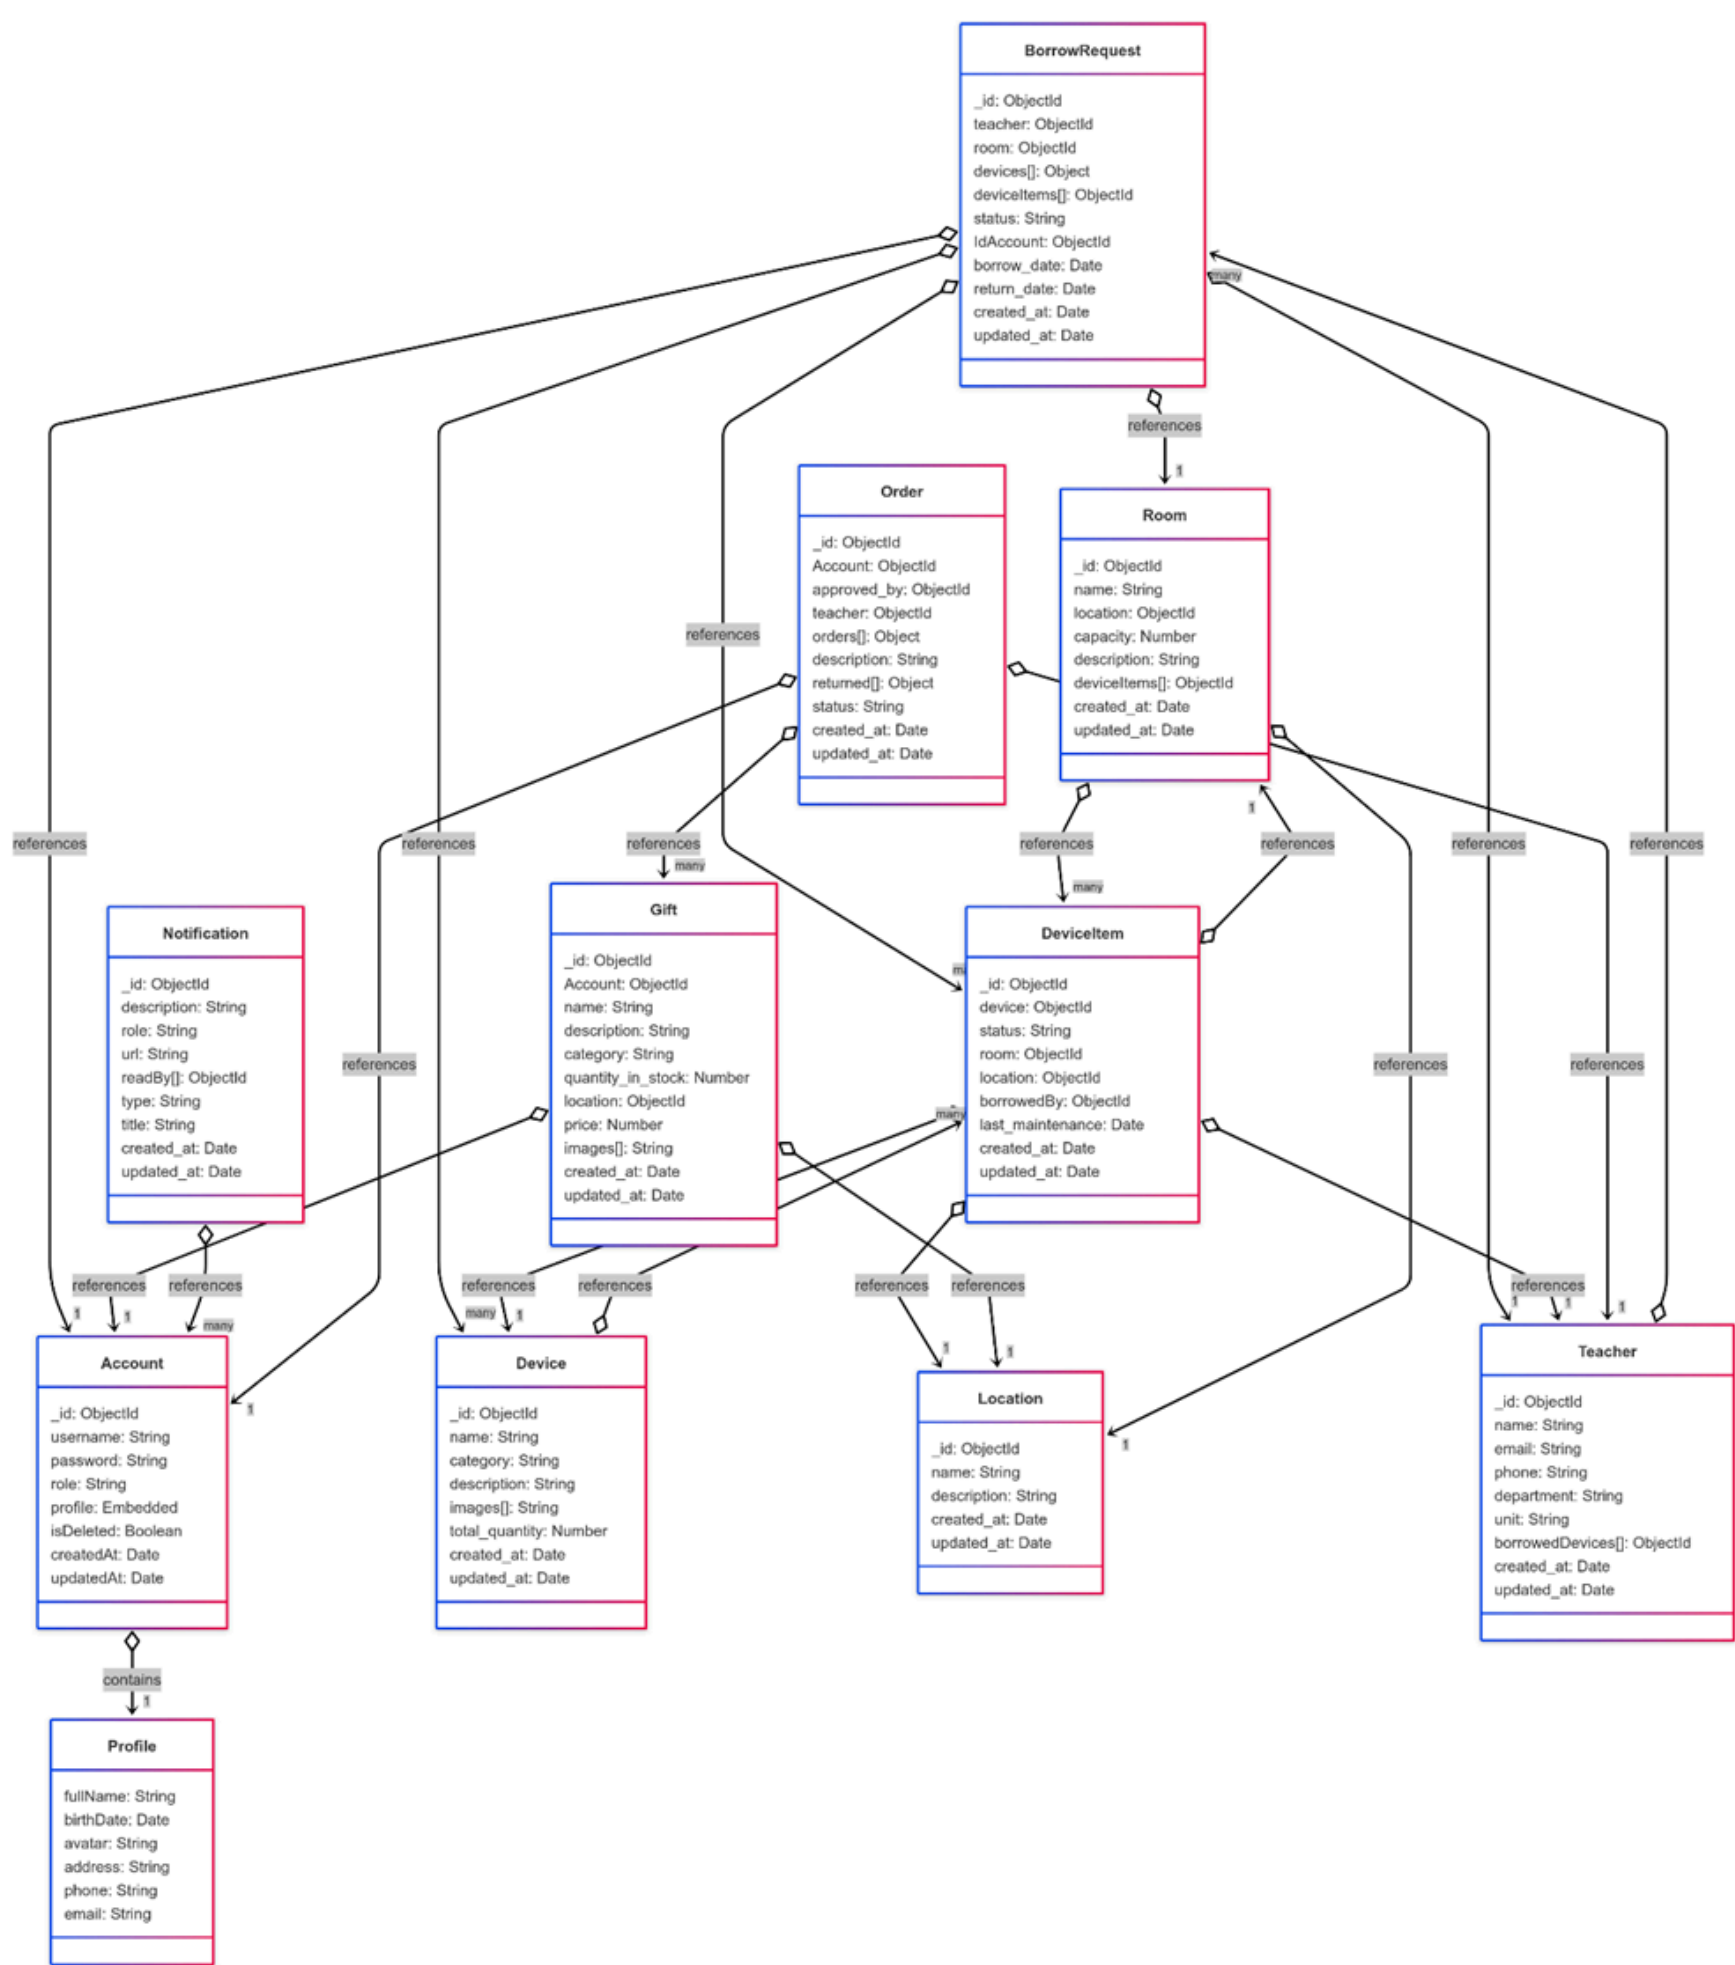 BorrowRequest
_id: ObjectId
teacher: ObjectId
room: ObjectId
devices[]: Object
deviceItems[]: ObjectId
status: String
IdAccount: ObjectId
borrow_date: Date
return_date: Date
created_at: Date
updated_at: Date
many
references
1
Order
_id: ObjectId
Account: ObjectId
approved_by: ObjectId
teacher: ObjectId
orders[]: Object
description: String
returned[]: Object
status: String
created_at: Date
updated_at: Date
Room
_id: ObjectId
name: String
location: ObjectId
capacity: Number
description: String
deviceItems[]: ObjectId
created_at: Date
updated_at: Date
references
1
references
references
references
many
references
many
references
references
references
Notification
_id: ObjectId
description: String
role: String
url: String
readBy[]: ObjectId
type: String
title: String
created_at: Date
updated_at: Date
references
Gift
_id: ObjectId
Account: ObjectId
name: String
description: String
category: String
quantity_in_stock: Number
location: ObjectId
price: Number
images[]: String
created_at: Date
updated_at: Date
many
DeviceItem
_id: ObjectId
device: ObjectId
status: String
room: ObjectId
location: ObjectId
borrowedBy: ObjectId
last_maintenance: Date
created_at: Date
updated_at: Date
references
references
references
1
1
references
many
references
many
1
references
references
1
references
1
references
1
1
1
Account
_id: ObjectId
username: String
password: String
role: String
profile: Embedded
isDeleted: Boolean
createdAt: Date
updatedAt: Date
1
Device
_id: ObjectId
name: String
category: String
description: String
images[]: String
total_quantity: Number
created_at: Date
updated_at: Date
Location
_id: ObjectId
name: String
description: String
created_at: Date
updated_at: Date
1
Teacher
_id: ObjectId
name: String
email: String
phone: String
department: String
unit: String
borrowedDevices[]: ObjectId
created_at: Date
updated_at: Date
contains
1
Profile
fullName: String
birthDate: Date
avatar: String
address: String
phone: String
email: String